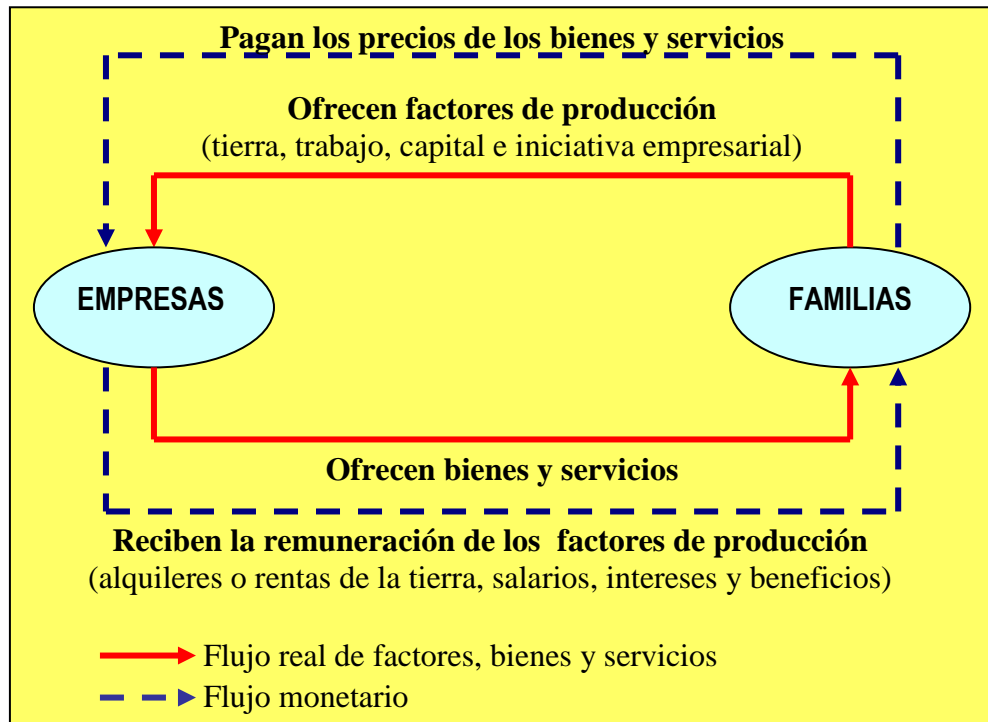 Pagan los precios de los bienes y servicios
Ofrecen factores de producción
(tierra, trabajo, capital e iniciativa empresarial)
EMPRESAS
FAMILIAS
Ofrecen bienes y servicios
Reciben la remuneración de los factores de producción
(alquileres o rentas de la tierra, salarios, intereses y beneficios)
Flujo real de factores, bienes y servicios
Flujo monetario